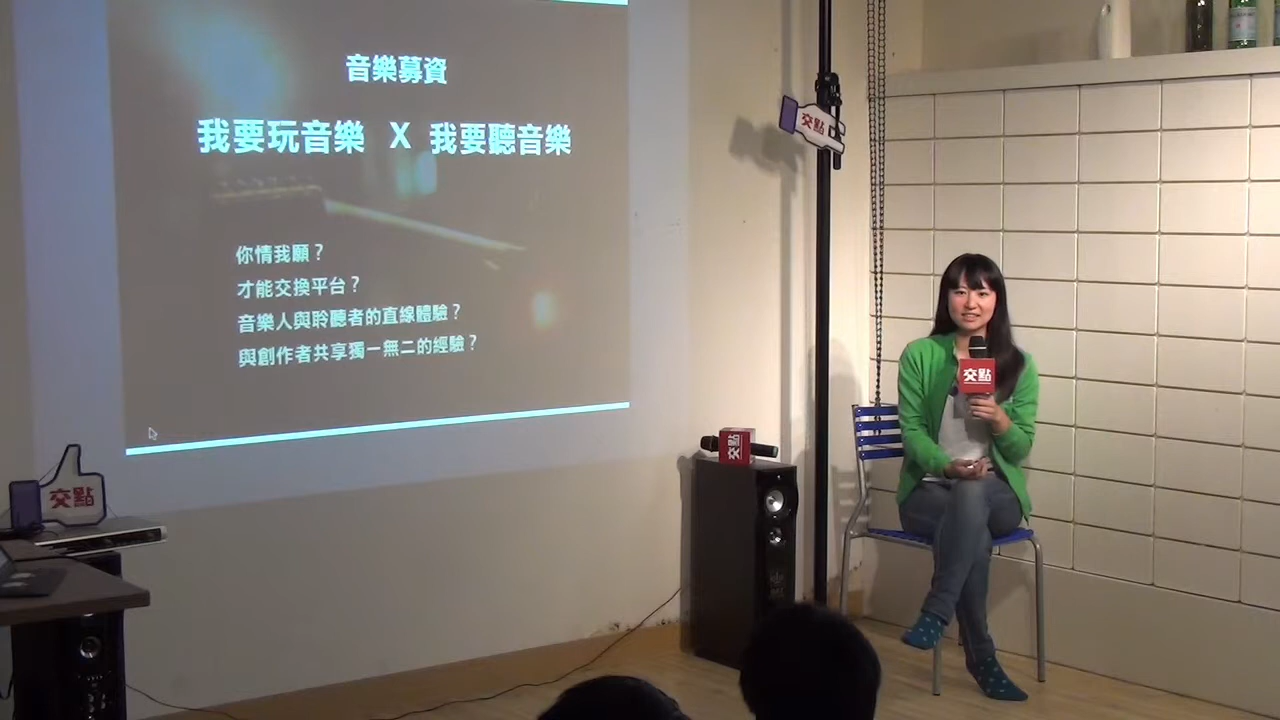 音樂募資
我要玩音樂 X 我要聽音樂
你情我願？
才能交換平台？
音樂人與聆聽者的直線體驗？
與創作者共享獨一無二的經驗？
交點
交點
交點
交點